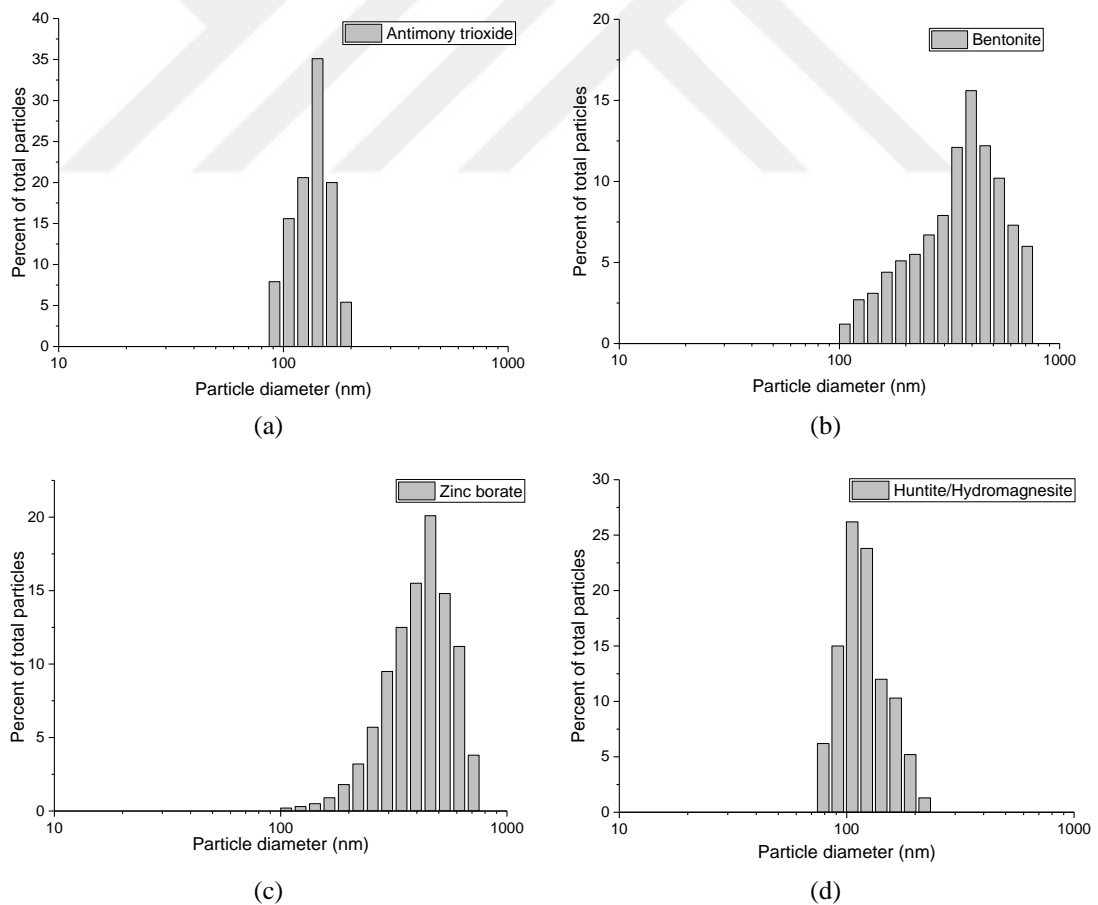 40
35
30
25
20
15
10
5
0
Antimony trioxide
Percent of total particles
10
100
1000
Particle diameter (nm)
(a)
20
15
10
5
0
Bentonite
Percent of total particles
10
100
1000
Particle diameter (nm)
(b)
20
15
10
5
0
Zinc borate
Percent of total particles
10
100
1000
Particle diameter (nm)
(c)
30
25
20
15
10
5
0
Huntite/Hydromagnesite
Percent of total particles
10
100
1000
Particle diameter (nm)
(d)